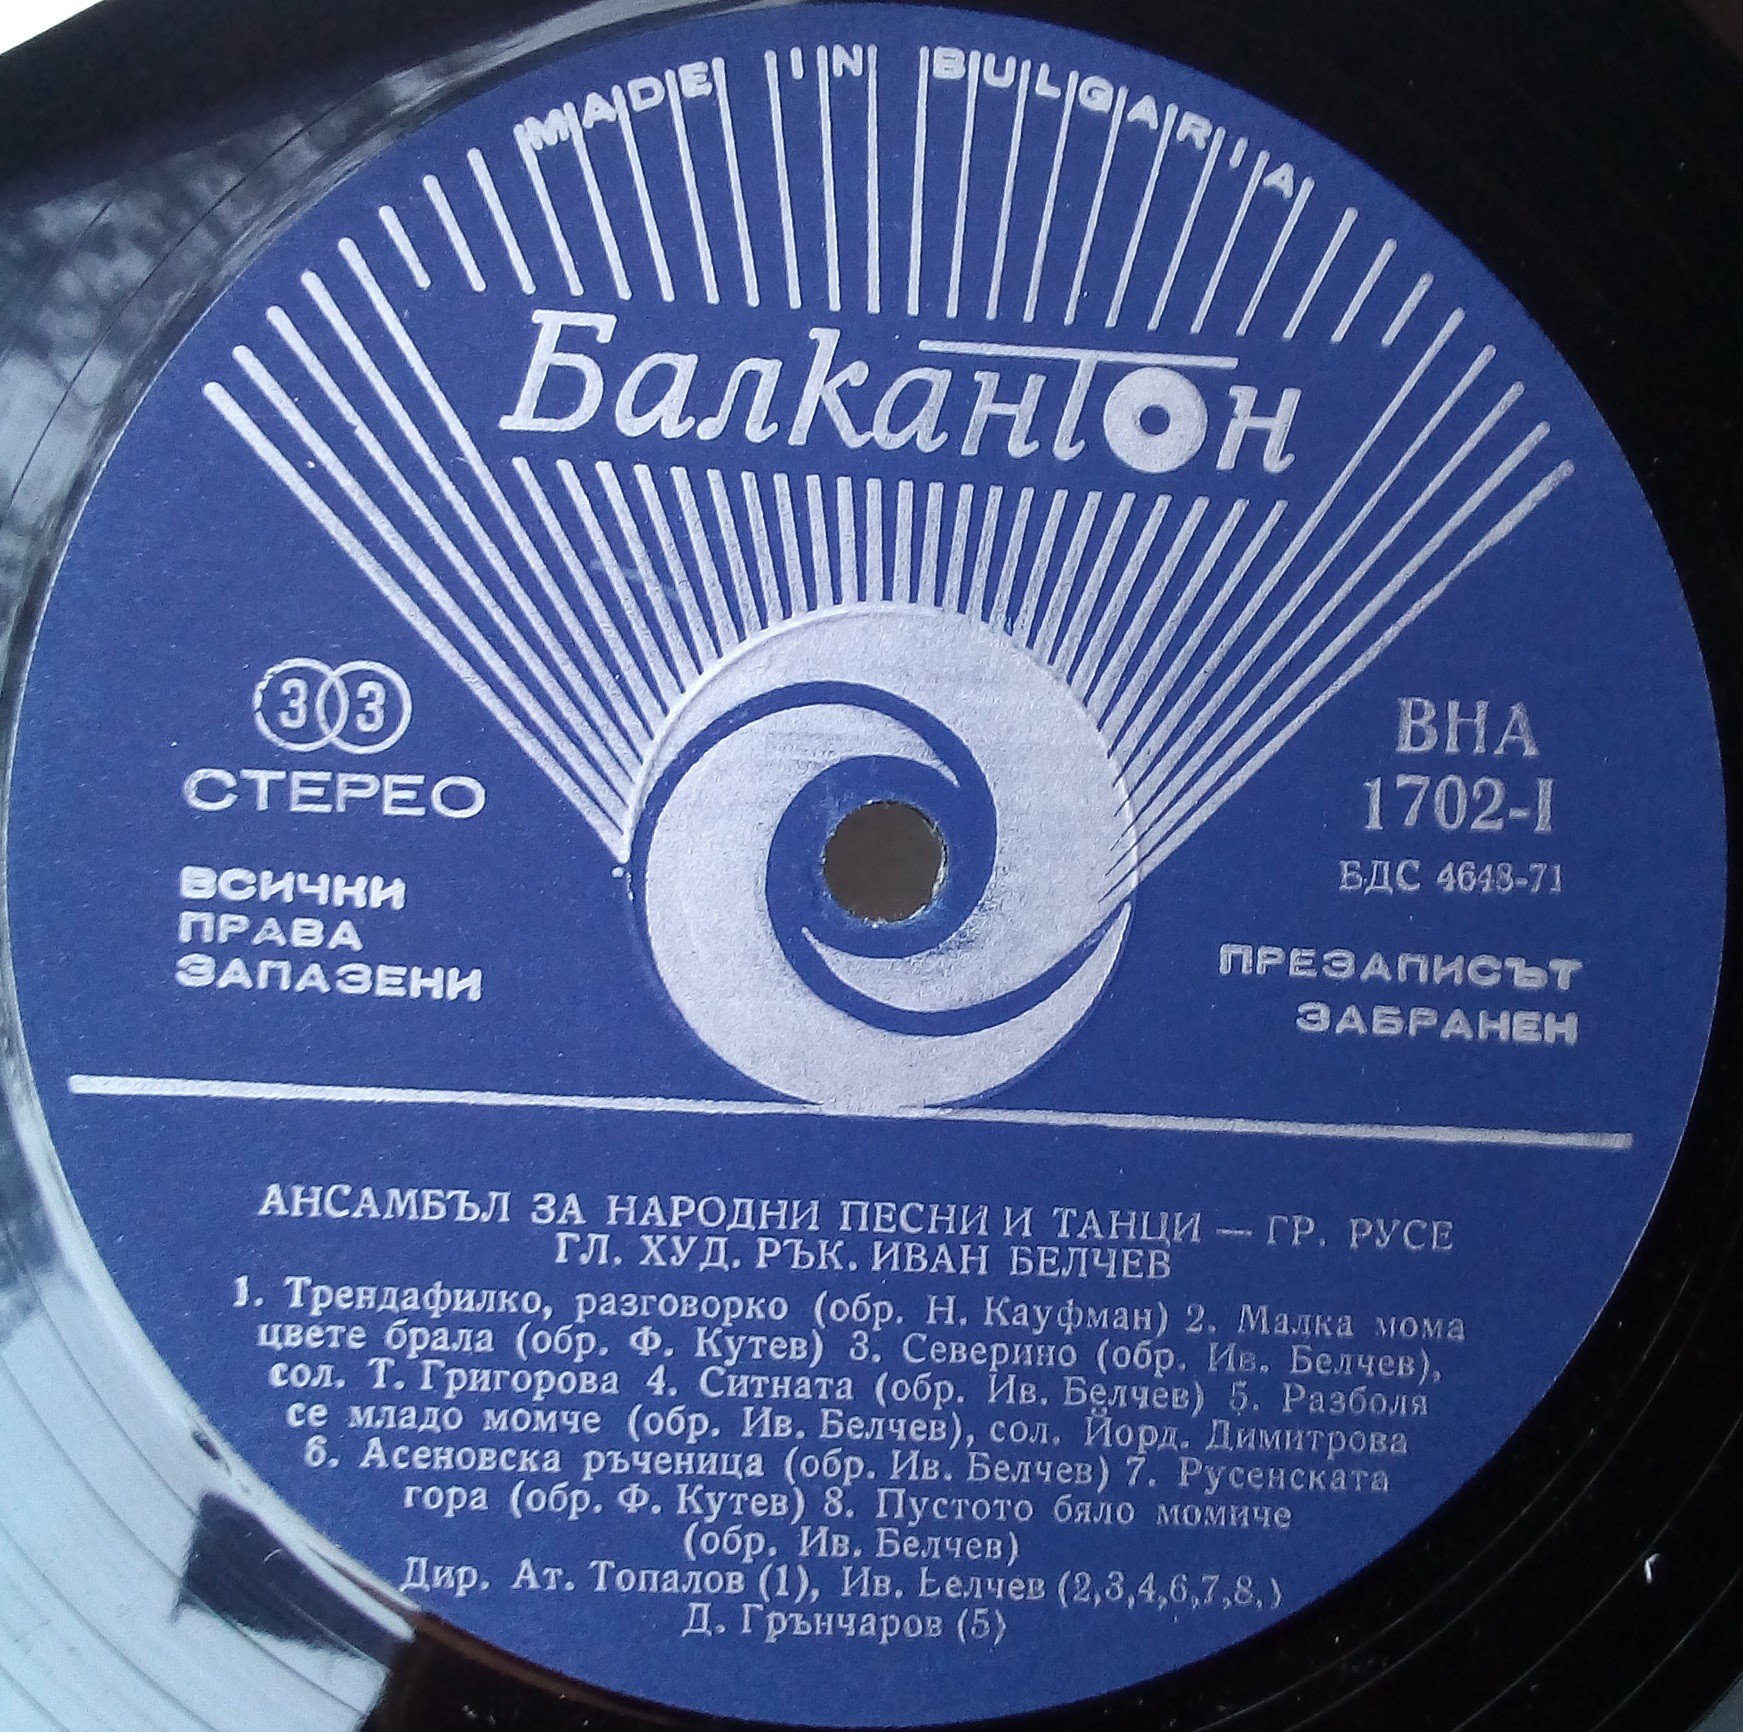 MADE IN BULGARIA
Балкантон
33
СТЕРЕО
ВСИЧКИ
ПРАВА
ЗАПАЗЕНИ
ВНА
1702-I
БДС 4648-71
ПРЕЗАПИСЪТ
ЗАБРАНЕН
АНСАМБЪЛ ЗА НАРОДНИ ПЕСНИ И ТАНЦИ — ГР. РУСЕ
ГЛ. ХУД. РЪК. ИВАН БЕЛЧЕВ
1. Трендафилко, разговорко (обр. Н. Кауфман) 2. Малка мома
цвете брала (обр. Ф. Кутев) 3. Северино (обр. Ив. Белчев),
сол. Т. Григорова 4. Ситната (обр. Ив. Белчев) 5. Разболя
се младо момче (обр. Ив. Белчев), сол. Йорд. Димитрова
6. Асеновска ръченица (обр. Ив. Белчев) 7. Русенската
гора (обр. Ф. Кутев) 8. Пустото бяло момиче
(обр. Ив. Белчев)
Дир. Ат. Топалов (1), Ив. Белчев (2,3,4,6,7,8,)
Д. Грънчаров (5)